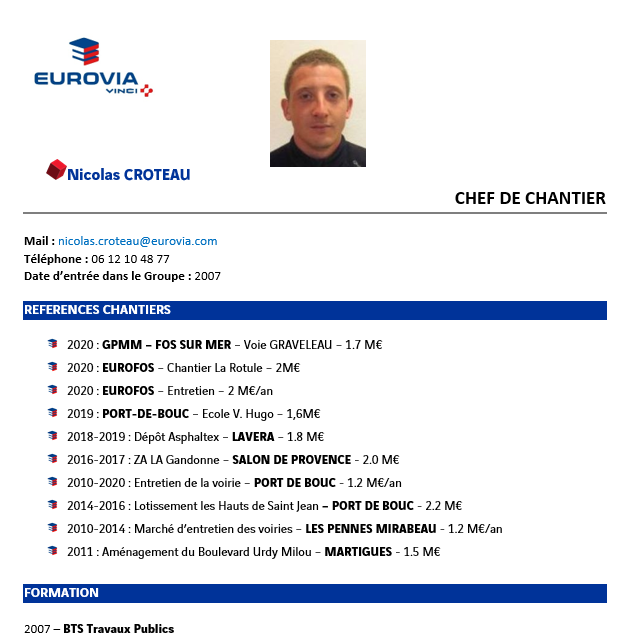 EUROVIA
VINCI
Nicolas CROTEAU
CHEF DE CHANTIER
Mail : nicolas.croteau@eurovia.com
Téléphone : 06 12 10 48 77
Date d’entrée dans le Groupe : 2007
REFERENCES CHANTIERS
2020 : GPMM – FOS SUR MER – Voie GRAVELEAU – 1.7 M€
2020 : EUROFOS – Chantier La Rotule – 2M€
2020 : EUROFOS – Entretien – 2 M€/an
2019 : PORT-DE-BOUC – Ecole V. Hugo – 1,6M€
2018-2019 : Dépôt Asphaltex – LAVERA – 1.8 M€
2016-2017 : ZA LA Gandonne – SALON DE PROVENCE - 2.0 M€
2010-2020 : Entretien de la voirie – PORT DE BOUC - 1.2 M€/an
2014-2016 : Lotissement les Hauts de Saint Jean – PORT DE BOUC - 2.2 M€
2010-2014 : Marché d’entretien des voiries – LES PENNES MIRABEAU - 1.2 M€/an
2011 : Aménagement du Boulevard Urdy Milou – MARTIGUES - 1.5 M€
FORMATION
2007 – BTS Travaux Publics